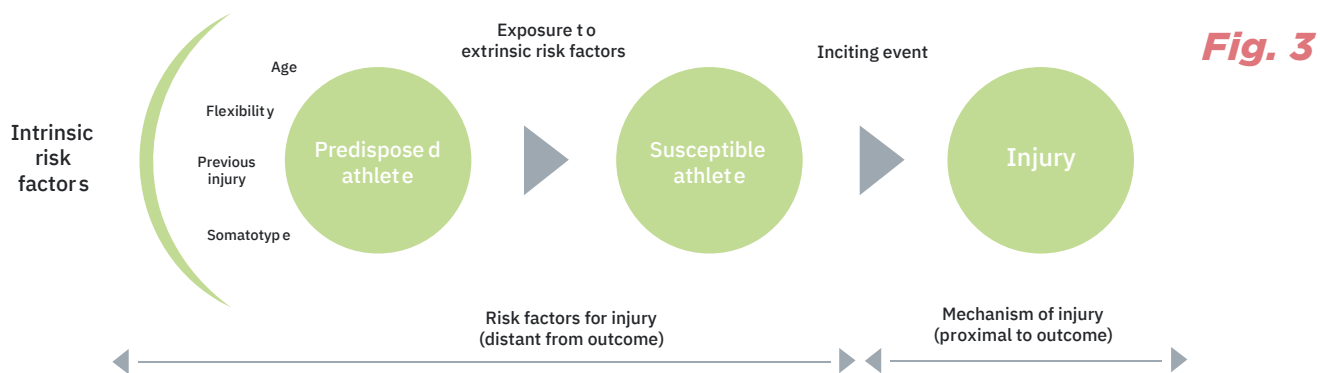 Fig. 3
Exposure to
extrinsic risk factors
Inciting event
Intrinsic
risk
factors
Age
Flexibility
Previous
injury
Somatotype
Predisposed
athlete
Susceptible
athlete
Injury
Risk factors for injury
(distant from outcome)
Mechanism of injury
(proximal to outcome)